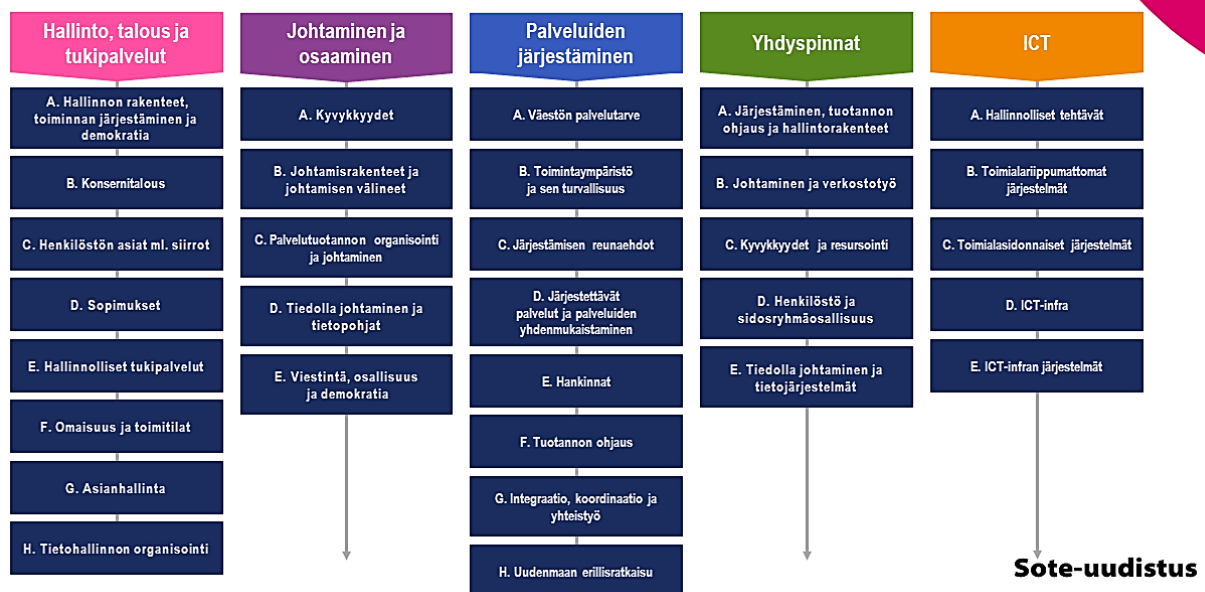 Hallinto, talous ja
tukipalvelut
A. Hallinnon rakenteet,
toiminnan järjestäminen ja
demokratia
B. Konsernitalous
C. Henkilöstön asiat ml. siirrot
D. Sopimukset
E. Hallinnolliset tukipalvelut
F. Omaisuus ja toimitilat
G. Asianhallinta
H. Tietohallinnon organisointi
Johtaminen ja
osaaminen
A. Kyvykkyydet
B. Johtamisrakenteet ja
johtamisen välineet
C. Palvelutuotannon organisointi
ja johtaminen
D. Tiedolla johtaminen ja
tietopohjat
E. Viestintä, osallisuus
ja demokratia
Palveluiden
järjestäminen
A. Väestön palvelutarve
B. Toimintaympäristö
ja sen turvallisuus
C. Järjestämisen reunaehdot
D. Järjestettävät
palvelut ja palveluiden
yhdenmukaistaminen
E. Hankinnat
F. Tuotannon ohjaus
G. Integraatio, koordinaatio ja
yhteistyö
H. Uudenmaan erillisratkaisu
Yhdyspinnat
A. Järjestäminen, tuotannon
ohjaus ja hallintorakenteet
B. Johtaminen ja verkostotyö
C. Kyvykkyydet ja resursointi
D. Henkilöstö ja
sidosryhmäosallisuus
E. Tiedolla johtaminen ja
tietojärjestelmät
ICT
A. Hallinnolliset tehtävät
B. Toimialariippumattomat
järjestelmät
C. Toimialasidonnaiset järjestelmät
D. ICT-infra
E. ICT-infran järjestelmät
Sote-uudistus